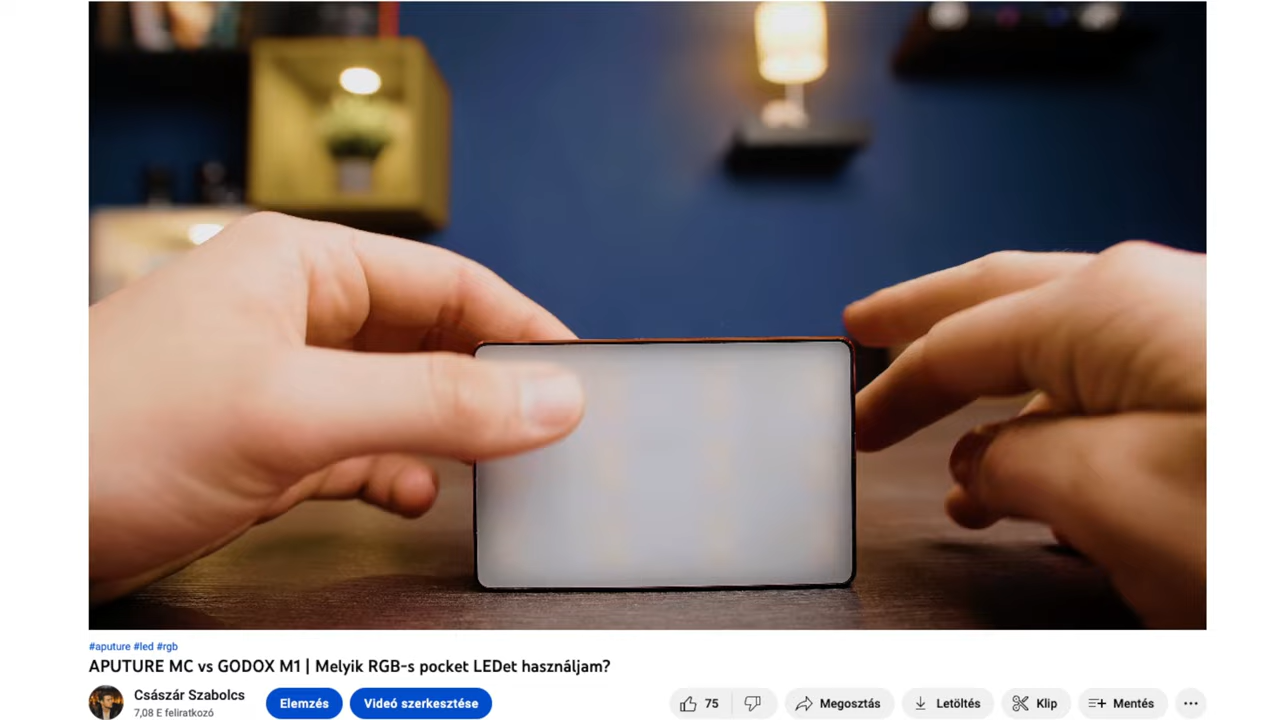 #aputure #led #rgb
APUTURE MC vs GODOX M1 | Melyik RGB-s pocket LEDet használjam?
Császár Szabolcs
7,08 E feliratkozó
Elemzés
Videó szerkesztése
75
Megosztás
Letöltés
Klip
Mentés